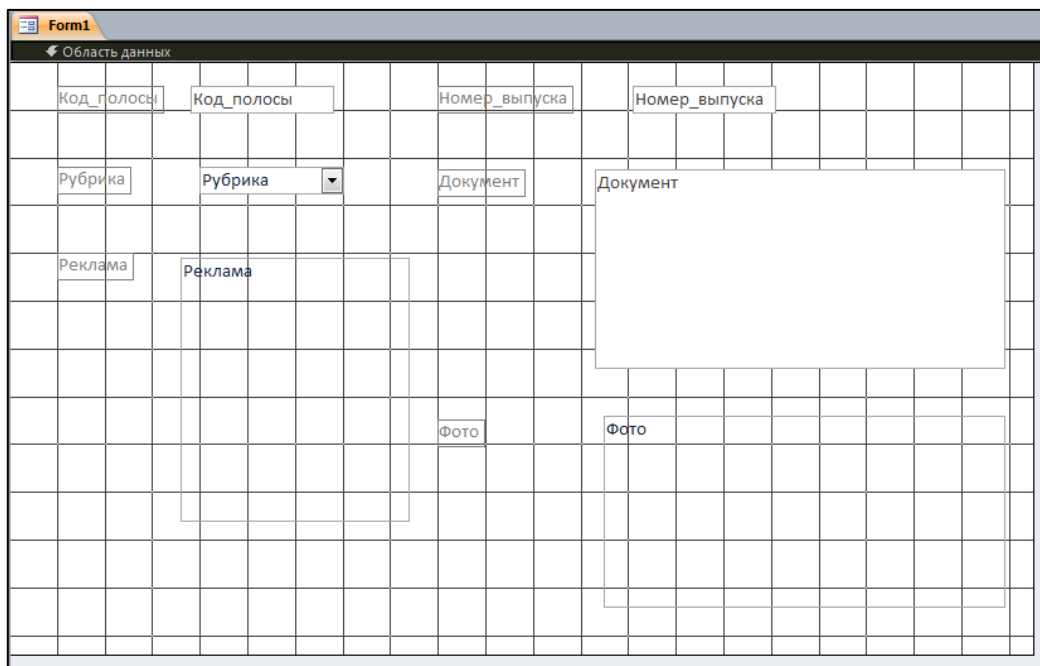 Form1
Область данных
Код_полосы Код_полосы Номер_выпуска Номер_выпуска
Рубрика Рубрика Документ Документ
Реклама Реклама
Фото Фото